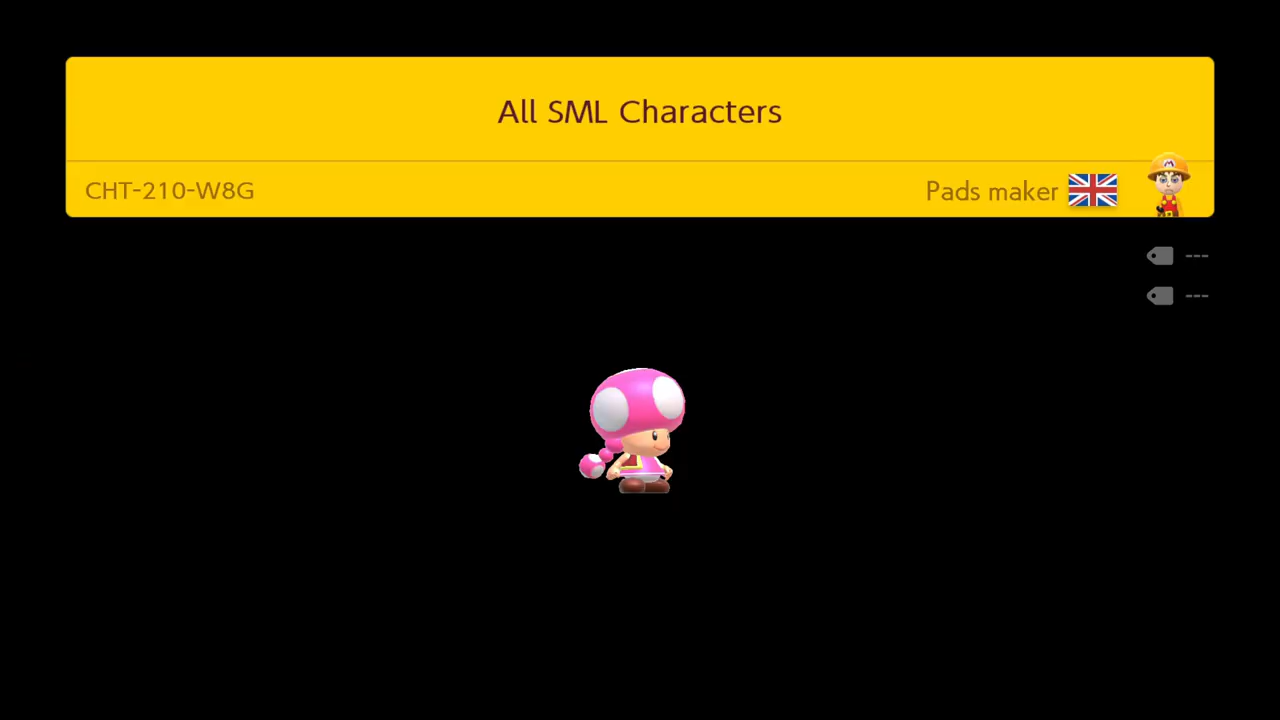 All SML Characters
CHT-210-W8G
Pads maker
---
---